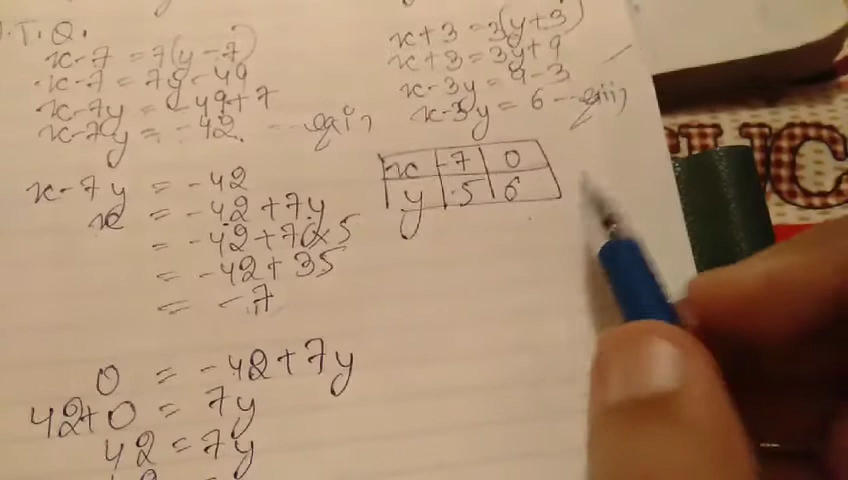 A.T.Q.
x-7 = 7(y-7)
x-7 = 7y-49
x-7y = -49+7
x-7y = -42 --- eq i,
x+3 = 3(y+3)
x+3 = 3y+9
x-3y = 9-3
x-3y = 6 --- eq ii,
x -7 0
y 5 6
x-7y = -42
x = -42+7y
= -42+7x5
= -42+35
= -7
0 = -42+7y
42+0 = 7y
42 = 7y